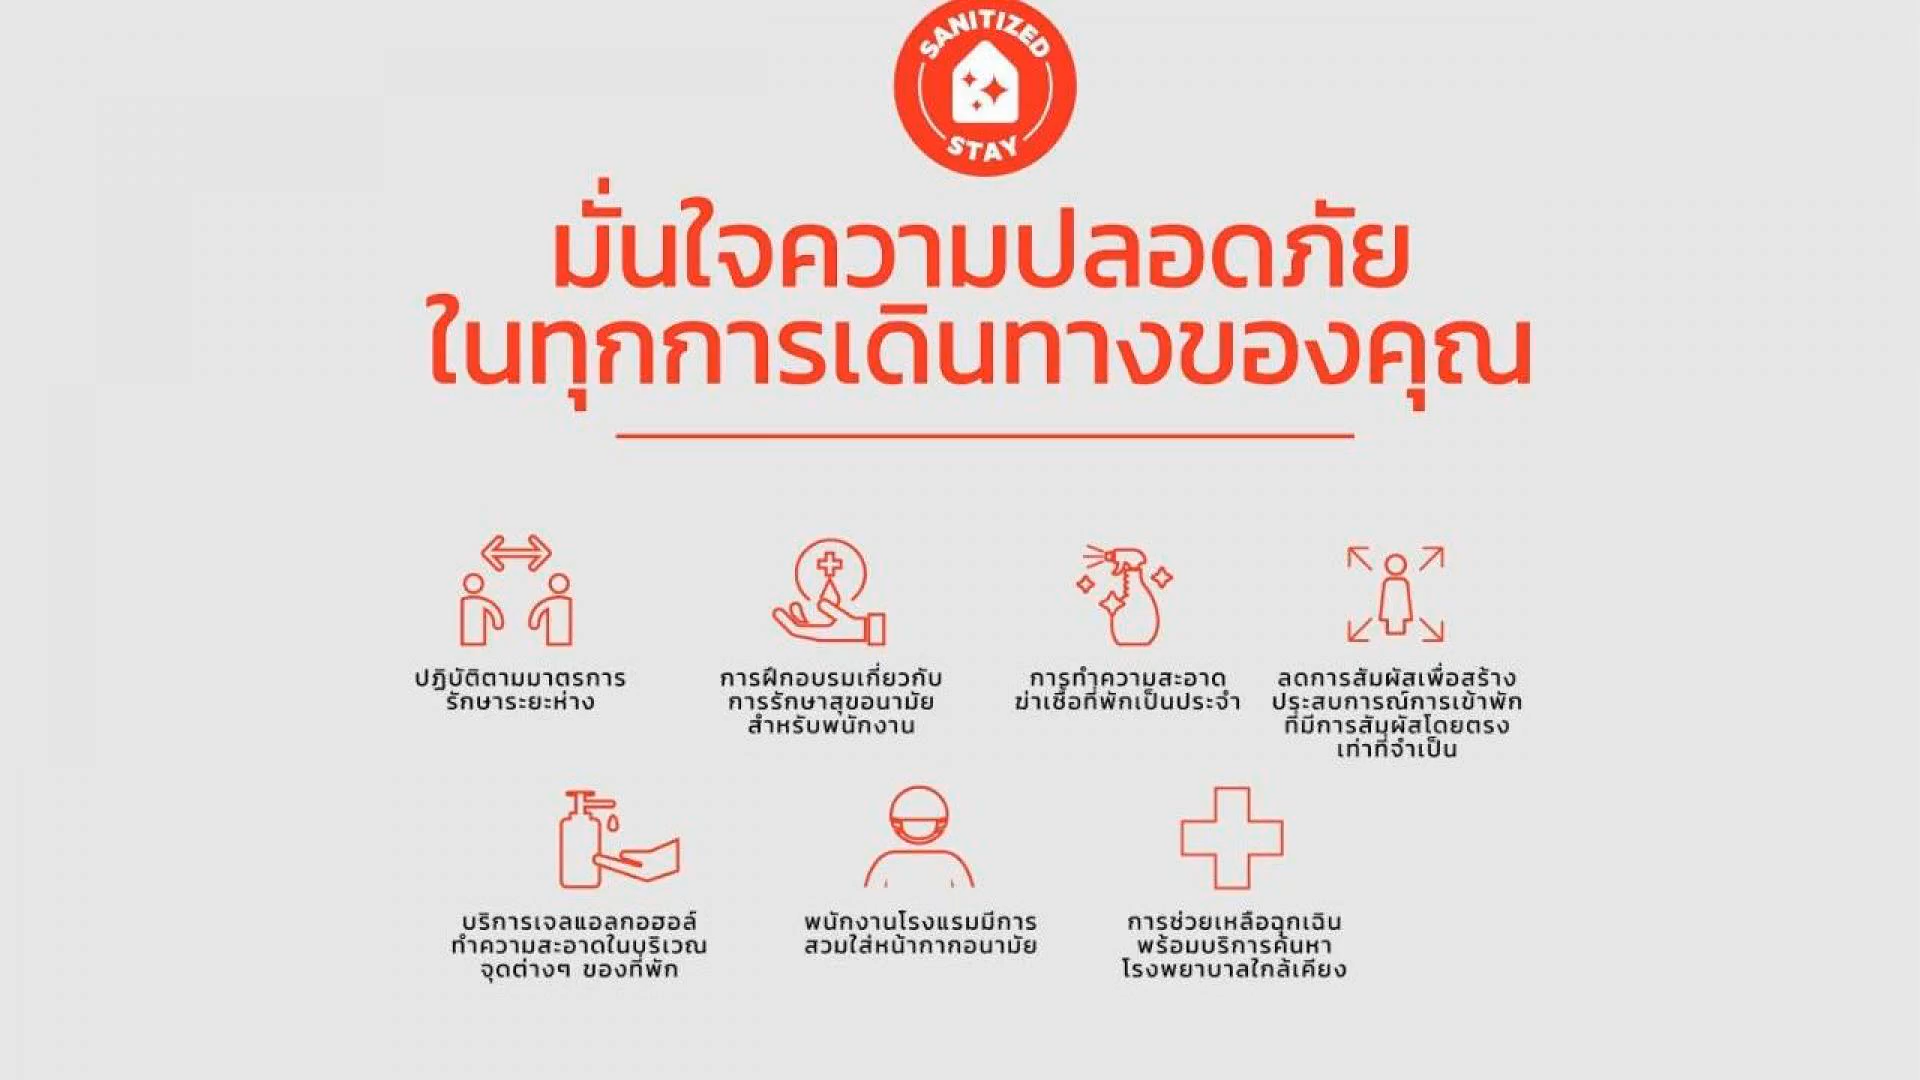 SANITIZED
STAY
มั่นใจความปลอดภัย
ในทุกการเดินทางของคุณ
ปฏิบัติตามมาตรการ
รักษาระยะห่าง
การฝึกอบรมเกี่ยวกับ
การรักษาสุขอนามัย
สำหรับพนักงาน
การทำความสะอาด
ฆ่าเชื้อที่พักเป็นประจำ
ลดการสัมผัสเพื่อสร้าง
ประสบการณ์การเข้าพัก
ที่มีการสัมผัสโดยตรง
เท่าที่จำเป็น
บริการเจลแอลกอฮอล์
ทำความสะอาดในบริเวณ
จุดต่างๆ ของที่พัก
พนักงานโรงแรมมีการ
สวมใส่หน้ากากอนามัย
การช่วยเหลือฉุกเฉิน
พร้อมบริการค้นหา
โรงพยาบาลใกล้เคียง